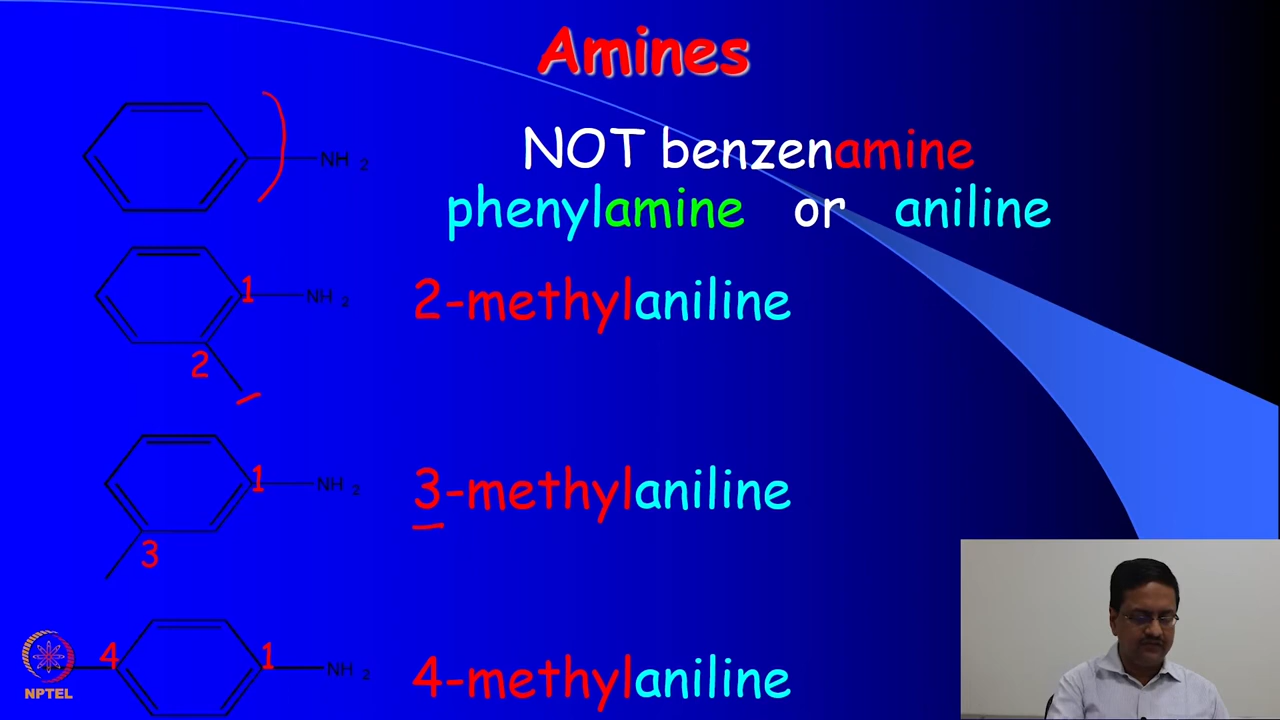 Amines
NH 2
NOT benzenamine
phenylamine or aniline
1
NH 2
2
2-methylaniline
1
NH 2
3
3-methylaniline
4
1
NH 2
4-methylaniline
NPTEL